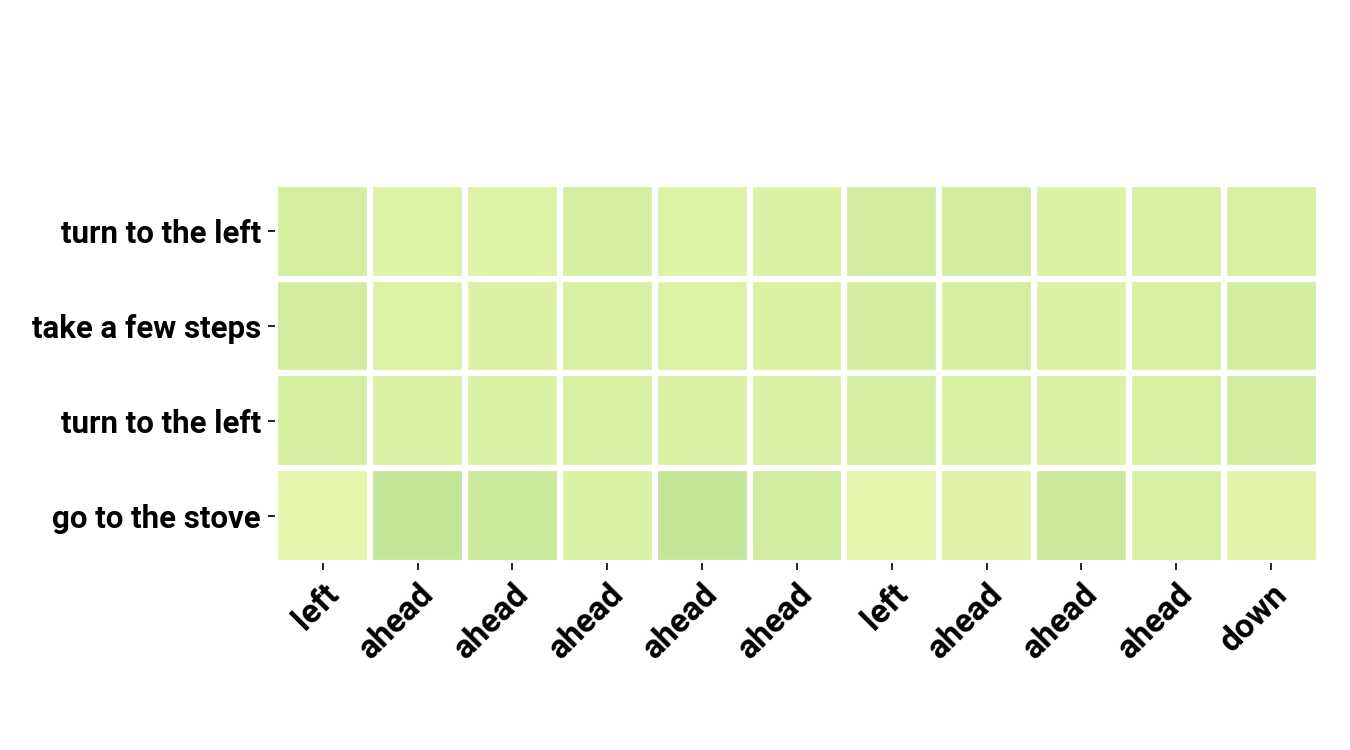 turn to the left
take a few steps
turn to the left
go to the stove
left ahead ahead ahead ahead ahead left ahead ahead ahead down